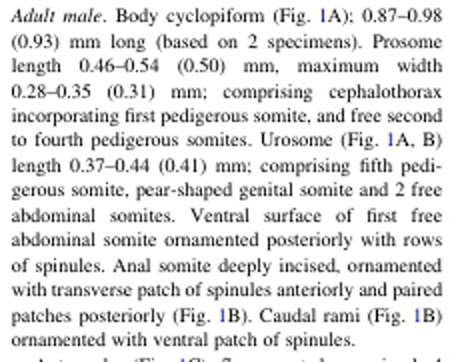 Adult male. Body cyclopiform (Fig. 1A); 0.87–0.98
(0.93) mm long (based on 2 specimens). Prosome
length 0.46–0.54 (0.50) mm, maximum width
0.28–0.35 (0.31) mm; comprising cephalothorax
incorporating first pedigerous somite, and free second
to fourth pedigerous somites. Urosome (Fig. 1A, B)
length 0.37–0.44 (0.41) mm; comprising fifth pedi-
gerous somite, pear-shaped genital somite and 2 free
abdominal somites. Ventral surface of first free
abdominal somite ornamented posteriorly with rows
of spinules. Anal somite deeply incised, ornamented
with transverse patch of spinules anteriorly and paired
patches posteriorly (Fig. 1B). Caudal rami (Fig. 1B)
ornamented with ventral patch of spinules.